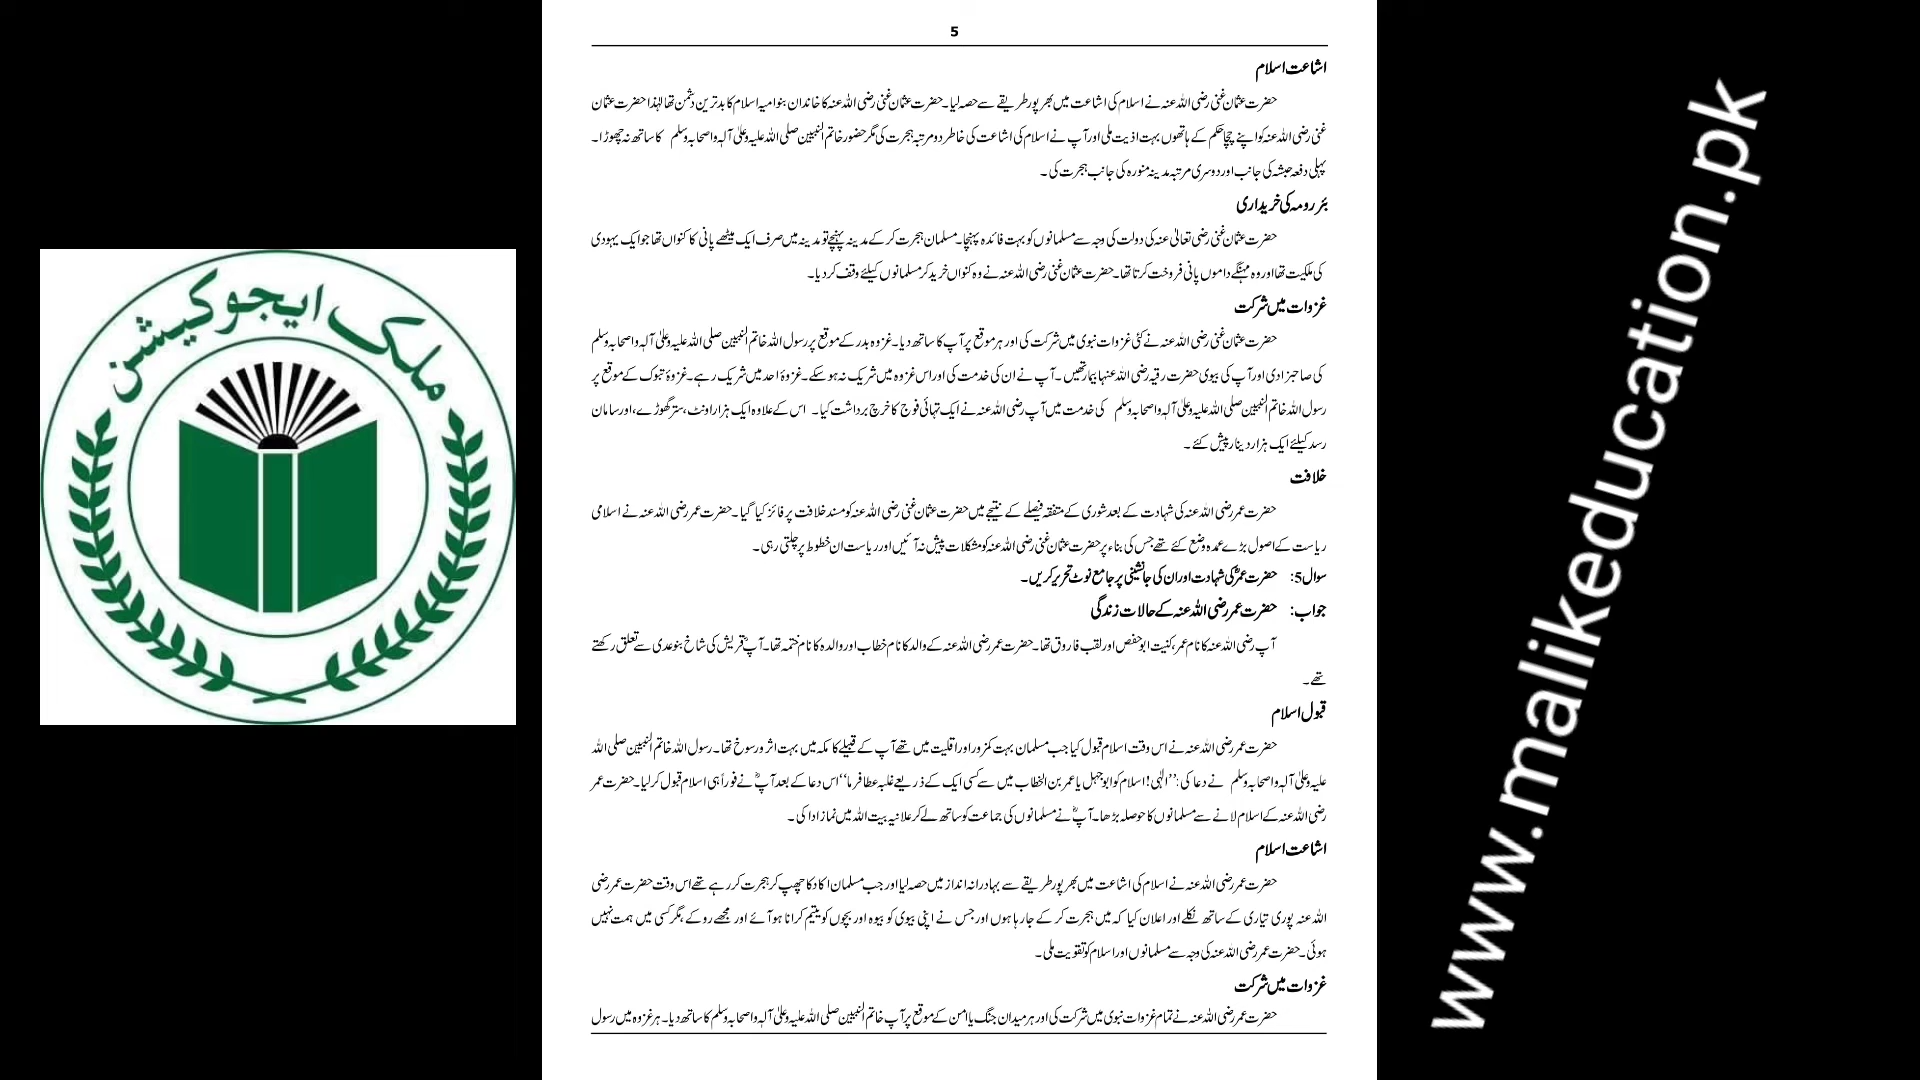 ملک ایجوکیشن
5
اشاعت اسلام
حضرت عثمان غنی رضی اللہ عنہ نے اسلام کی اشاعت میں بھر پور طریقے سے حصہ لیا۔ حضرت عثمان غنی رضی اللہ عنہ کا خاندان بنو امیہ اسلام کا بدترین دشمن تھا لہٰذا حضرت عثمان
غنی رضی اللہ عنہ کو اپنے چچا حکم کے ہاتھوں بہت اذیت ملی اور آپ نے اسلام کی اشاعت کی خاطر دو مرتبہ ہجرت کی مگر حضور خاتم النبیین صلی اللہ علیہ وعلیٰ آلہ واصحابہ وسلم کا ساتھ نہ چھوڑا۔
پہلی دفعہ حبشہ کی جانب اور دوسری مرتبہ مدینہ منورہ کی جانب ہجرت کی۔
بئر رومہ کی خریداری
حضرت عثمان غنی رضی تعالیٰ عنہ کی دولت کی وجہ سے مسلمانوں کو بہت فائدہ پہنچا۔ مسلمان ہجرت کر کے مدینہ پہنچے تو مدینہ میں صرف ایک میٹھے پانی کا کنواں تھا جو ایک یہودی
کی ملکیت تھا اور وہ مہنگے داموں پانی فروخت کرتا تھا۔ حضرت عثمان غنی رضی اللہ عنہ نے وہ کنواں خرید کر مسلمانوں کیلئے وقف کر دیا۔
غزوات میں شرکت
حضرت عثمان غنی رضی اللہ عنہ نے کئی غزوات نبوی میں شرکت کی اور ہر موقع پر آپ کا ساتھ دیا۔ غزوہ بدر کے موقع پر رسول اللہ خاتم النبیین صلی اللہ علیہ وعلیٰ آلہ واصحابہ وسلم
کی صاحبزادی اور آپ کی بیوی حضرت رقیہ رضی اللہ عنہا بیمار تھیں۔ آپ نے ان کی خدمت کی اور اس غزوہ میں شریک نہ ہو سکے۔ غزوۂ احد میں شریک رہے۔ غزوۂ تبوک کے موقع پر
رسول اللہ خاتم النبیین صلی اللہ علیہ وعلیٰ آلہ واصحابہ وسلم کی خدمت میں آپ رضی اللہ عنہ نے ایک تہائی فوج کا خرچ برداشت کیا۔ اس کے علاوہ ایک ہزار اونٹ، ستر گھوڑے، اور سامان
رسد کیلئے ایک ہزار دینار پیش کئے۔
خلافت
حضرت عمر رضی اللہ عنہ کی شہادت کے بعد شوریٰ کے متفقہ فیصلے کے نتیجے میں حضرت عثمان غنی رضی اللہ عنہ کو مسند خلافت پر فائز کیا گیا۔ حضرت عمر رضی اللہ عنہ نے اسلامی
ریاست کے اصول بڑے عمدہ وضع کئے تھے جس کی بناء پر حضرت عثمان غنی رضی اللہ عنہ کو مشکلات پیش نہ آئیں اور ریاست ان خطوط پر چلتی رہی۔
سوال5: حضرت عمرؓ کی شہادت اور ان کی جانشینی پر جامع نوٹ تحریر کریں۔
جواب: حضرت عمر رضی اللہ عنہ کے حالات زندگی
آپ رضی اللہ عنہ کا نام عمر، کنیت ابو حفص اور لقب فاروق تھا۔ حضرت عمر رضی اللہ عنہ کے والد کا نام خطاب اور والدہ کا نام ختمہ تھا۔ آپؓ قریش کی شاخ بنو عدی سے تعلق رکھتے
تھے۔
قبول اسلام
حضرت عمر رضی اللہ عنہ نے اس وقت اسلام قبول کیا جب مسلمان بہت کمزور اور اقلیت میں تھے آپ کے قبیلے کا مکہ میں بہت اثر و رسوخ تھا۔ رسول اللہ خاتم النبیین صلی اللہ
علیہ وعلیٰ آلہ واصحابہ وسلم نے دعا کی: ’’الٰہی! اسلام کو ابو جہل یا عمر بن الخطاب میں سے کسی ایک کے ذریعے غلبہ عطا فرما‘‘ اس دعا کے بعد آپؓ نے فوراً ہی اسلام قبول کر لیا۔ حضرت عمر
رضی اللہ عنہ کے اسلام لانے سے مسلمانوں کا حوصلہ بڑھا۔ آپؓ نے مسلمانوں کی جماعت کو ساتھ لے کر علانیہ بیت اللہ میں نماز ادا کی۔
اشاعت اسلام
حضرت عمر رضی اللہ عنہ نے اسلام کی اشاعت میں بھر پور طریقے سے بہادرانہ انداز میں حصہ لیا اور جب مسلمان اکا دکا چھپ کر ہجرت کر رہے تھے اس وقت حضرت عمر رضی
اللہ عنہ پوری تیاری کے ساتھ نکلے اور اعلان کیا کہ میں ہجرت کر کے جا رہا ہوں اور جس نے اپنی بیوی کو بیوہ اور بچوں کو یتیم کرانا ہو آئے اور مجھے روکے مگر کسی میں ہمت نہیں
ہوئی۔ حضرت عمر رضی اللہ عنہ کی وجہ سے مسلمانوں اور اسلام کو تقویت ملی۔
غزوات میں شرکت
حضرت عمر رضی اللہ عنہ نے تمام غزوات نبوی میں شرکت کی اور ہر میدان جنگ یا امن کے موقع پر آپ خاتم النبیین صلی اللہ علیہ وعلیٰ آلہ واصحابہ وسلم کا ساتھ دیا۔ ہر غزوہ میں رسول
www.malikeducation.pk